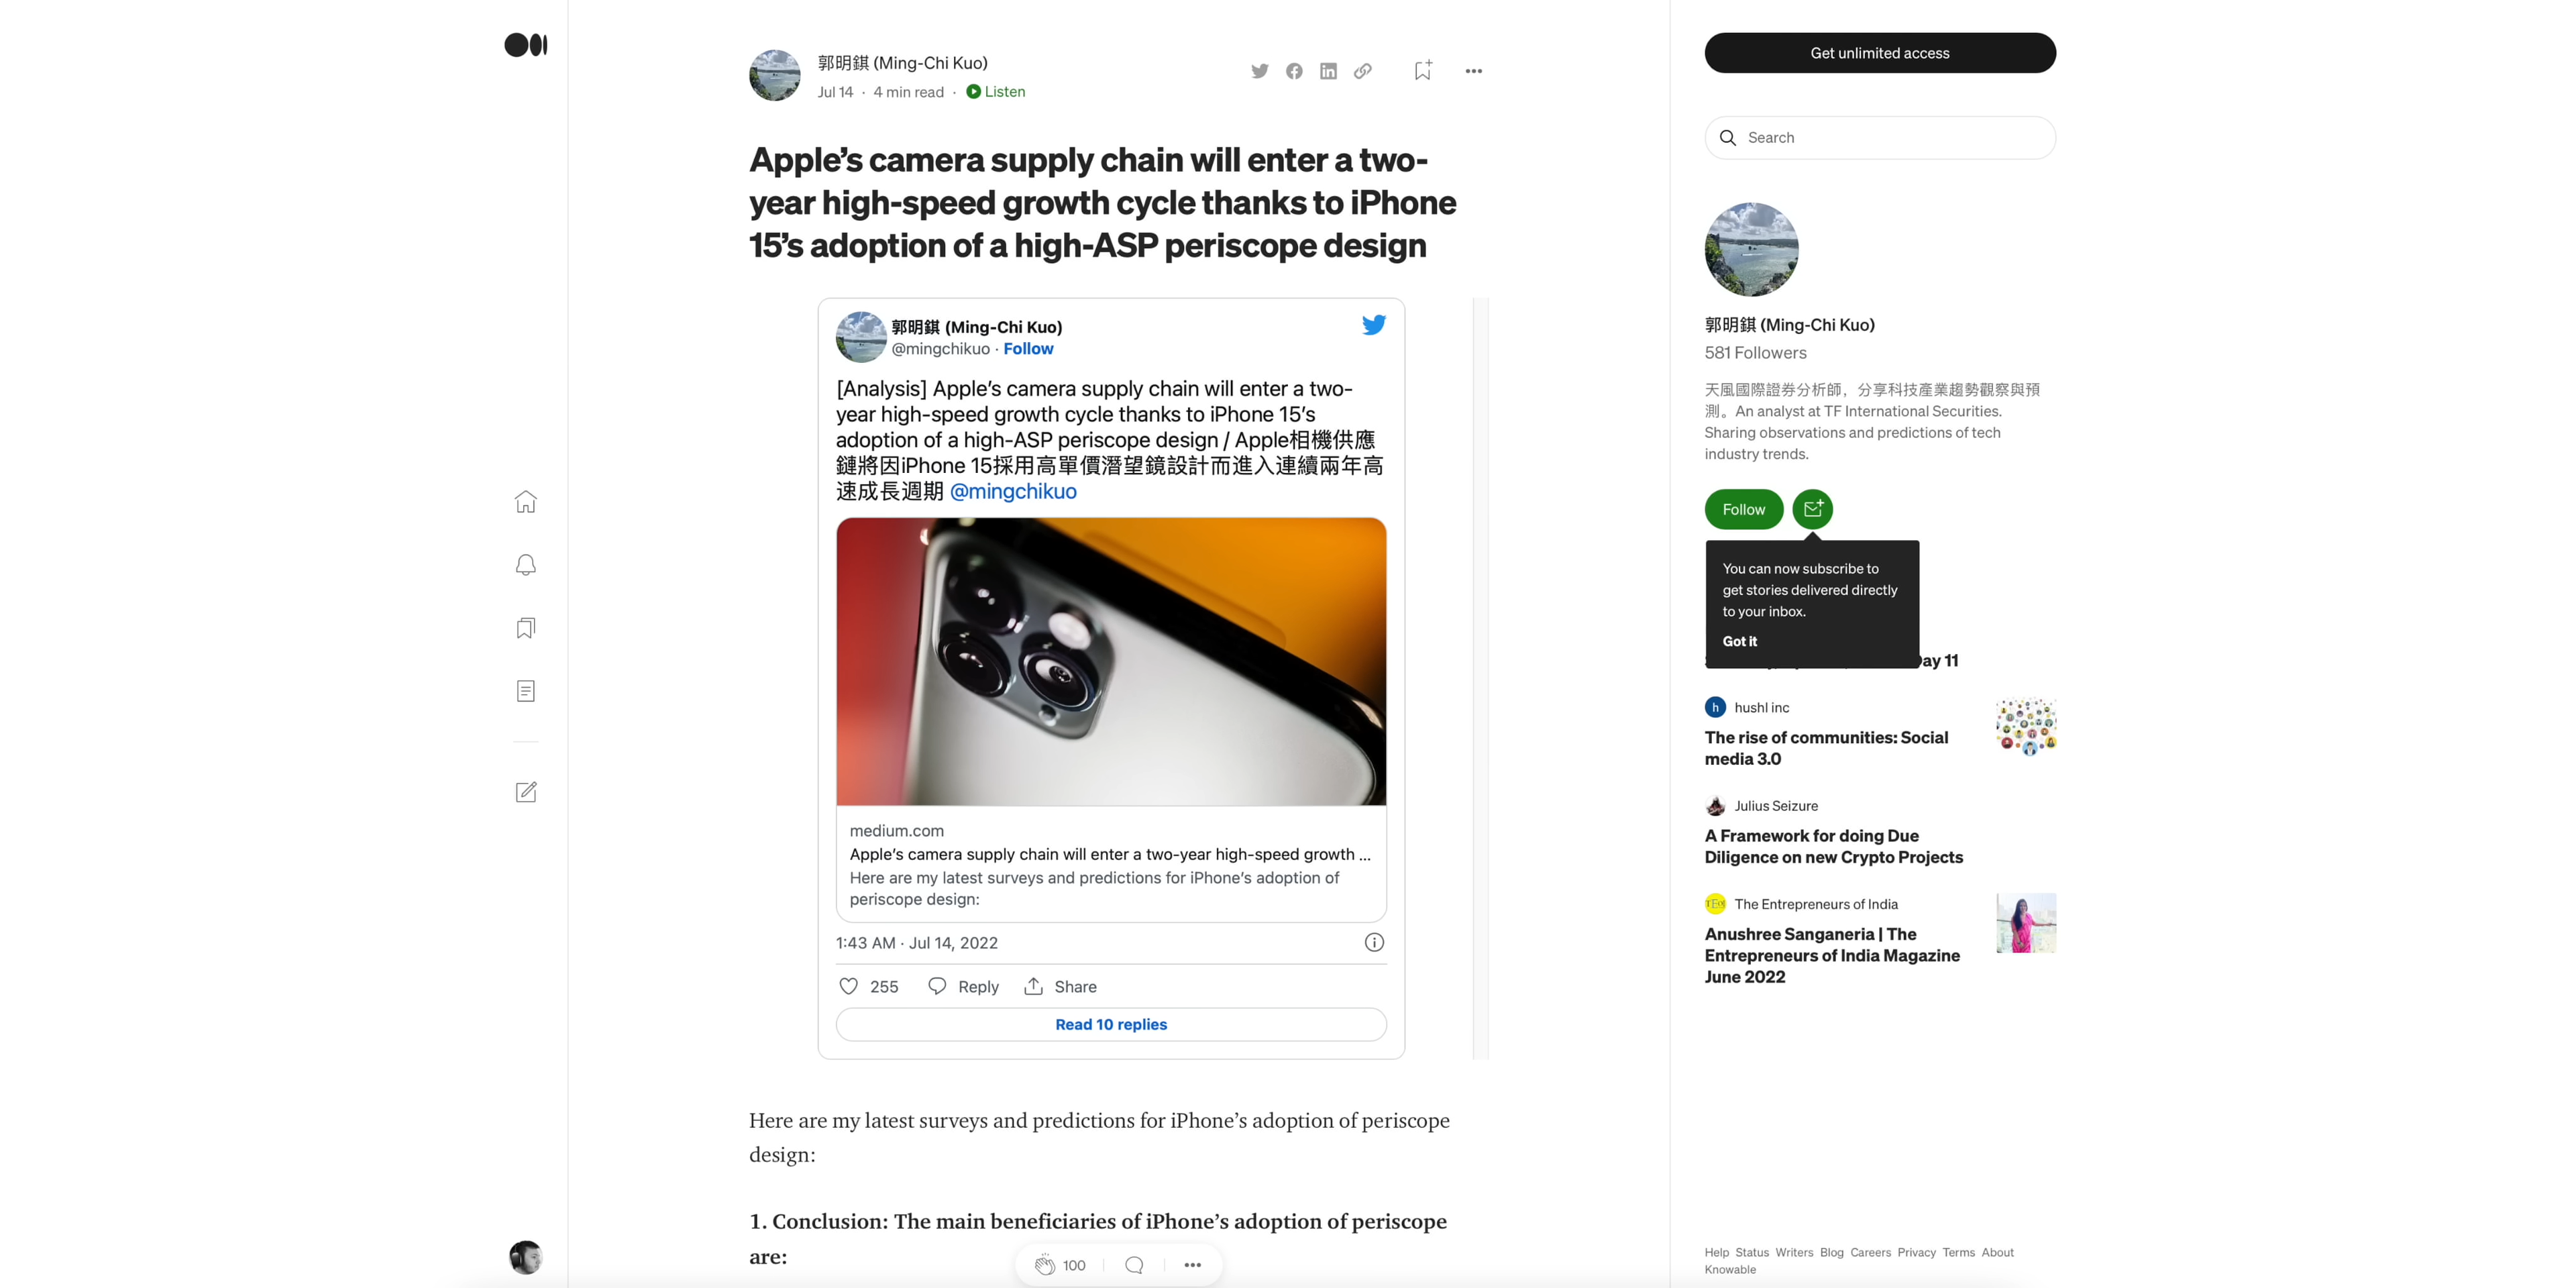 郭明錤 (Ming-Chi Kuo)
Jul 14 · 4 min read · Listen
Apple’s camera supply chain will enter a two-
year high-speed growth cycle thanks to iPhone
15’s adoption of a high-ASP periscope design
郭明錤 (Ming-Chi Kuo)
@mingchikuo · Follow
[Analysis] Apple’s camera supply chain will enter a two-
year high-speed growth cycle thanks to iPhone 15’s
adoption of a high-ASP periscope design / Apple相機供應
鏈將因iPhone 15採用高單價潛望鏡設計而進入連續兩年高
速成長週期 @mingchikuo
medium.com
Apple’s camera supply chain will enter a two-year high-speed growth ...
Here are my latest surveys and predictions for iPhone’s adoption of
periscope design:
1:43 AM · Jul 14, 2022
255 Reply Share
Read 10 replies
Here are my latest surveys and predictions for iPhone’s adoption of periscope
design:
1. Conclusion: The main beneficiaries of iPhone’s adoption of periscope
are:
100
Get unlimited access
Search
郭明錤 (Ming-Chi Kuo)
581 Followers
天風國際證券分析師，分享科技產業趨勢觀察與預
測。An analyst at TF International Securities.
Sharing observations and predictions of tech
industry trends.
Follow
You can now subscribe to
get stories delivered directly
to your inbox.
Got it
ay 11
h hushl inc
The rise of communities: Social
media 3.0
Julius Seizure
A Framework for doing Due
Diligence on new Crypto Projects
The Entrepreneurs of India
Anushree Sanganeria | The
Entrepreneurs of India Magazine
June 2022
Help Status Writers Blog Careers Privacy Terms About
Knowable